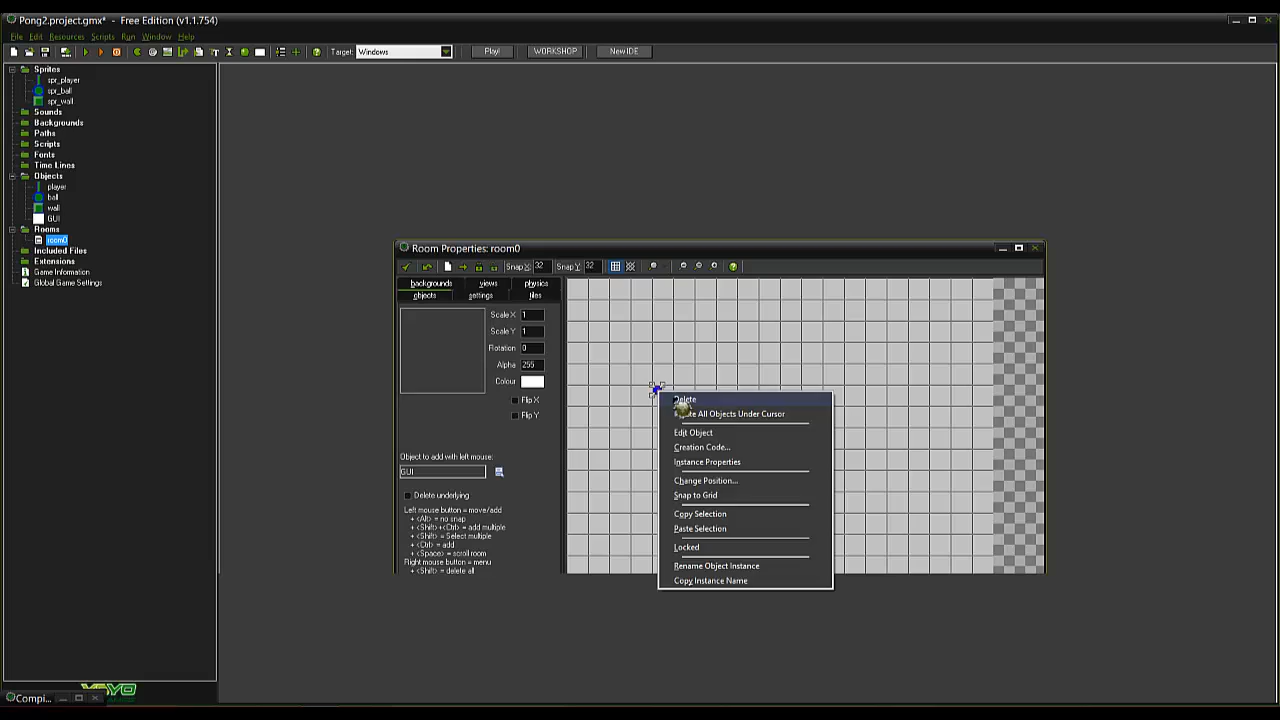 Pong2.project.gmx* - Free Edition (v1.1.754)
File Edit Resources Scripts Run Window Help
Target: Windows Play! WORKSHOP New IDE
Sprites
spr_player
spr_ball
spr_wall
Sounds
Backgrounds
Paths
Scripts
Fonts
Time Lines
Objects
player
ball
wall
GUI
Rooms
room0
Included Files
Extensions
Game Information
Global Game Settings
Room Properties: room0
Snap X: 32 Snap Y: 32
backgrounds views physics
objects settings tiles
Scale X 1
Scale Y 1
Rotation 0
Alpha 255
Colour
Flip X
Flip Y
Object to add with left mouse:
GUI
Delete underlying
Left mouse button = move/add
+ <Alt> = no snap
+ <Shift>+<Ctrl> = add multiple
+ <Shift> = Select multiple
+ <Ctrl> = add
+ <Space> = scroll room
Right mouse button = menu
+ <Shift> = delete all
Delete
All Objects Under Cursor
Edit Object
Creation Code...
Instance Properties
Change Position...
Snap to Grid
Copy Selection
Paste Selection
Locked
Rename Object Instance
Copy Instance Name
Compi...